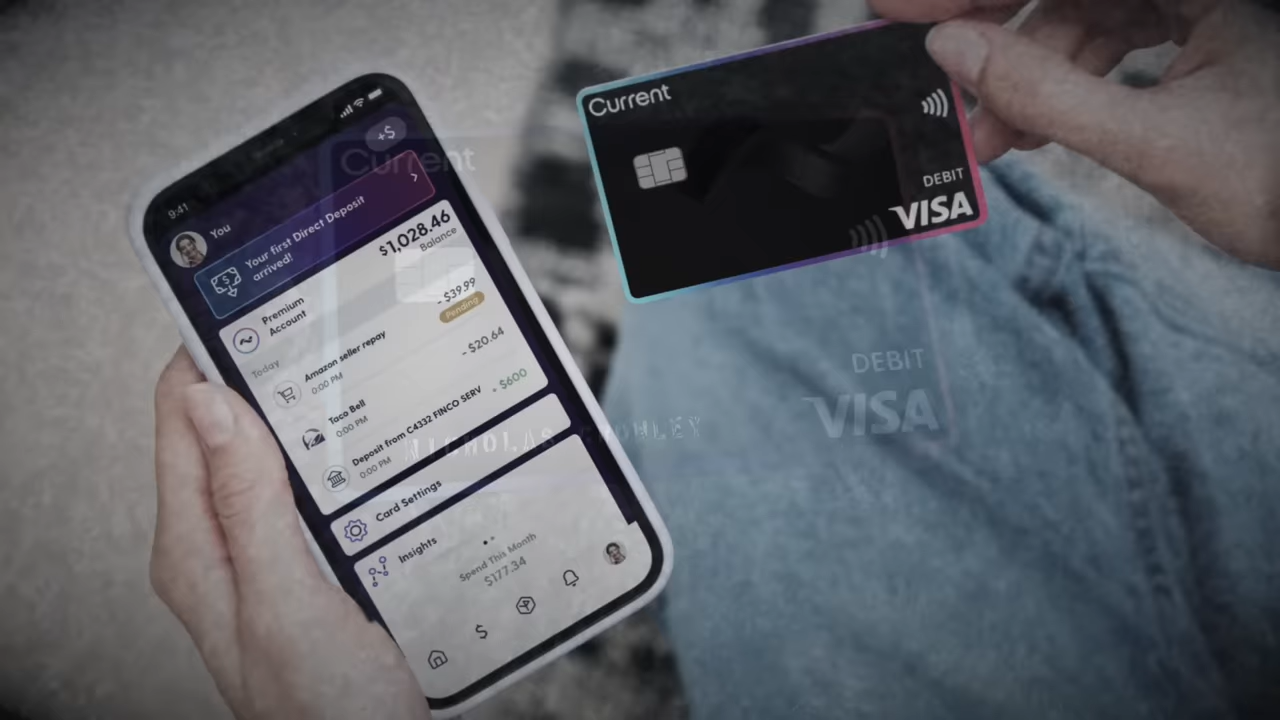 9:41
+$
You
Your first Direct Deposit
arrived!
$1,028.46
Balance
Premium
Account
- $39.99
Pending
Today
Amazon seller repay
0:00 PM
- $20.64
Taco Bell
0:00 PM
- $600
Deposit from C4332 FINCO SERV
0:00 PM
Card Settings
Insights
Spend This Month
$177.34
Current
DEBIT
VISA
Current
DEBIT
VISA
NICHOLAS